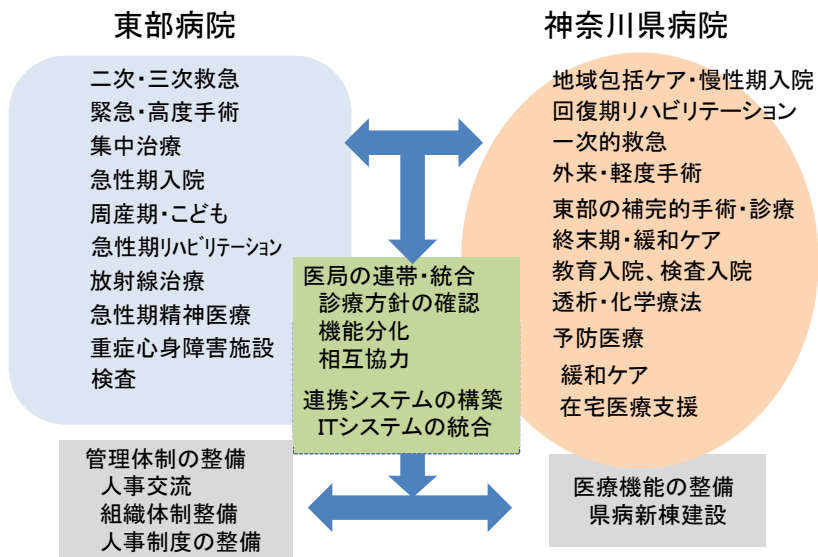 東部病院
二次・三次救急
緊急・高度手術
集中治療
急性期入院
周産期・こども
急性期ﾘﾊﾋﾞﾘﾃｰｼｮﾝ
放射線治療
急性期精神医療
重症心身障害施設
検査
神奈川県病院
地域包括ケア・慢性期入院
回復期リハビリテーション
一次的救急
外来・軽度手術
東部の補完的手術・診療
終末期・緩和ケア
教育入院、検査入院
透析・化学療法
予防医療
緩和ケア
在宅医療支援
医局の連帯・統合
診療方針の確認
機能分化
相互協力
連携システムの構築
ITシステムの統合
管理体制の整備
人事交流
組織体制整備
人事制度の整備
医療機能の整備
県病新棟建設